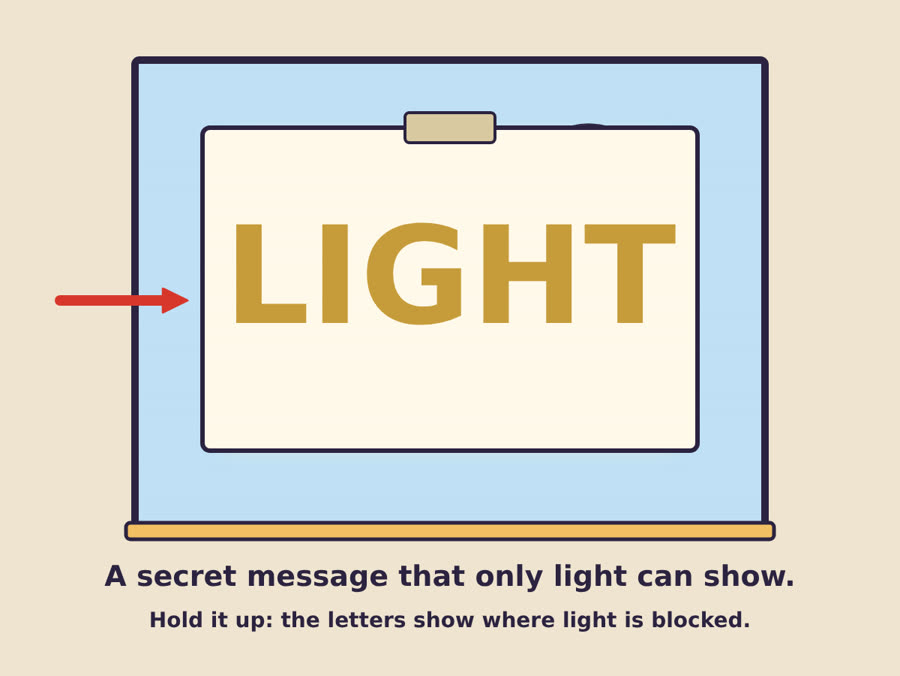 LIGHT
A secret message that only light can show.
Hold it up: the letters show where light is blocked.